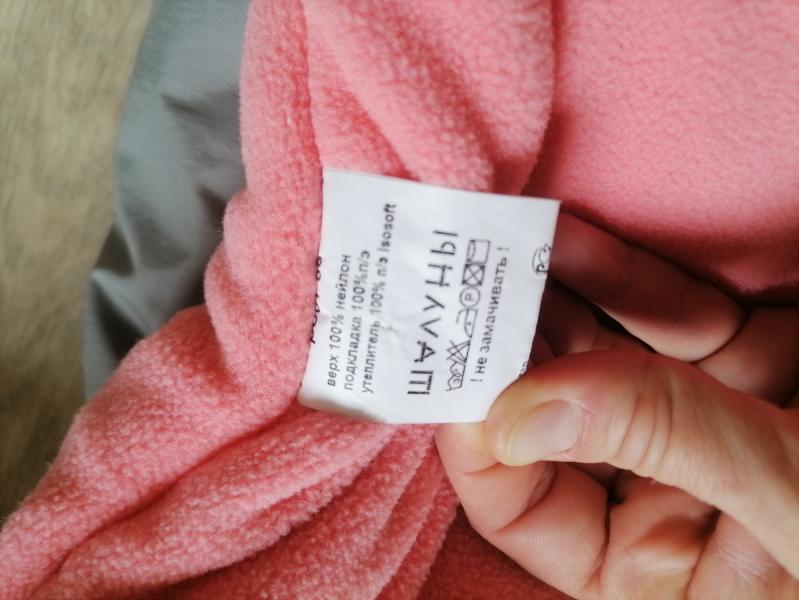 верх 100% нейлон
подкладка 100%п/э
утеплитель 100% п/э Isosoft
ШАЛУНЫ
! не замачивать !